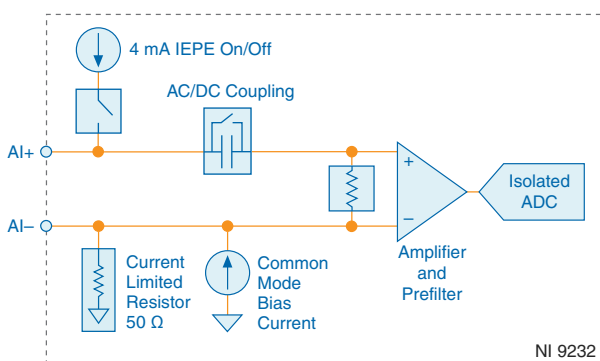 4 mA IEPE On/Off
AC/DC Coupling
AI+
+
Isolated
ADC
AI–
–
Amplifier
and
Prefilter
Current
Limited
Resistor
50 Ω
Common
Mode
Bias
Current
NI 9232